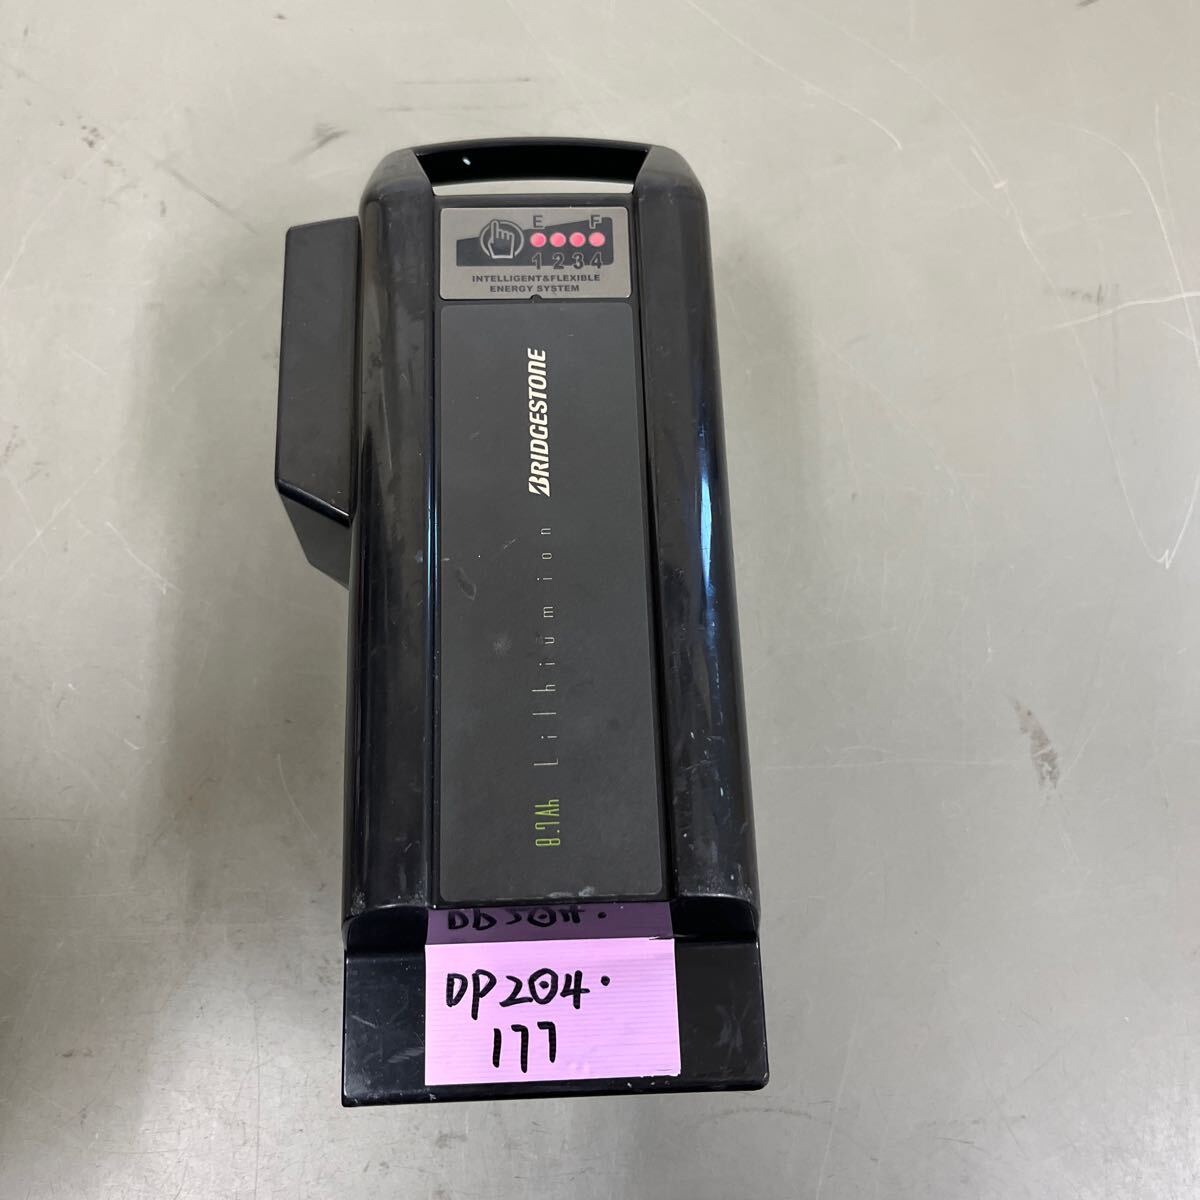 E F
1 2 3 4
INTELLIGENT&FLEXIBLE
ENERGY SYSTEM
BRIDGESTONE
8.7Ah Lithium ion
DP204.
177